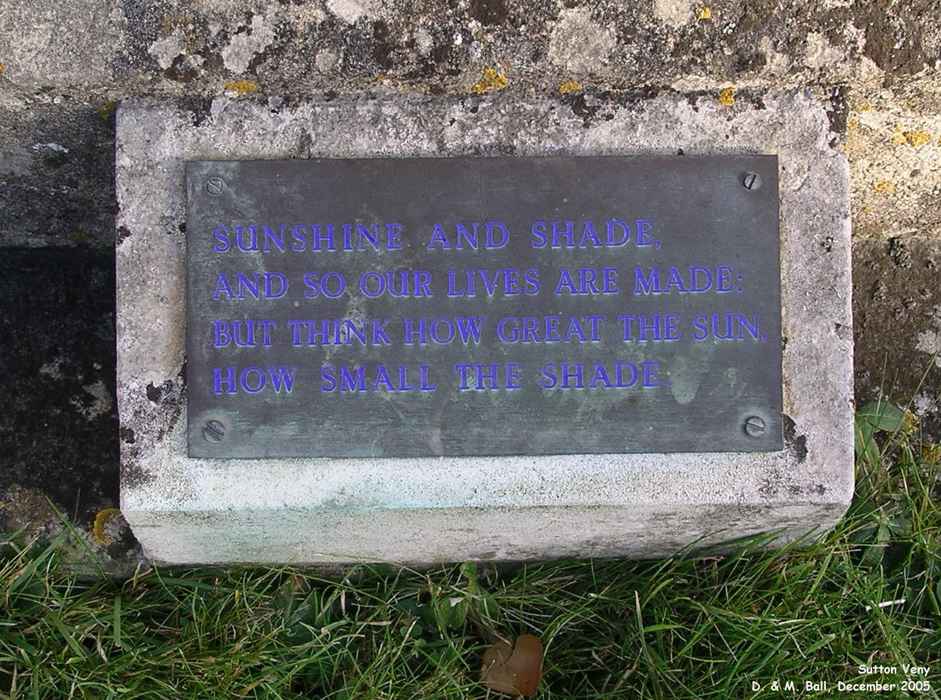 SUNSHINE AND SHADE,
AND SO OUR LIVES ARE MADE:
BUT THINK HOW GREAT THE SUN,
HOW SMALL THE SHADE.
Sutton Veny
D. & M. Ball, December 2005